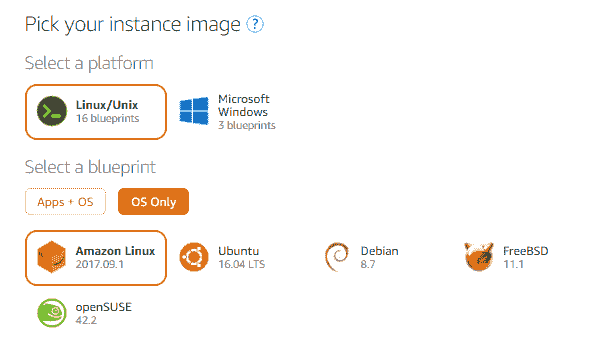 Pick your instance image ?
Select a platform
Linux/Unix
16 blueprints
Microsoft
Windows
3 blueprints
Select a blueprint
Apps + OS
OS Only
Amazon Linux
2017.09.1
Ubuntu
16.04 LTS
Debian
8.7
FreeBSD
11.1
openSUSE
42.2